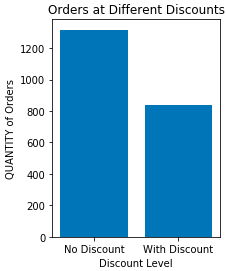 Orders at Different Discounts
QUANTITY of Orders
1200
1000
800
600
400
200
0
No Discount
With Discount
Discount Level